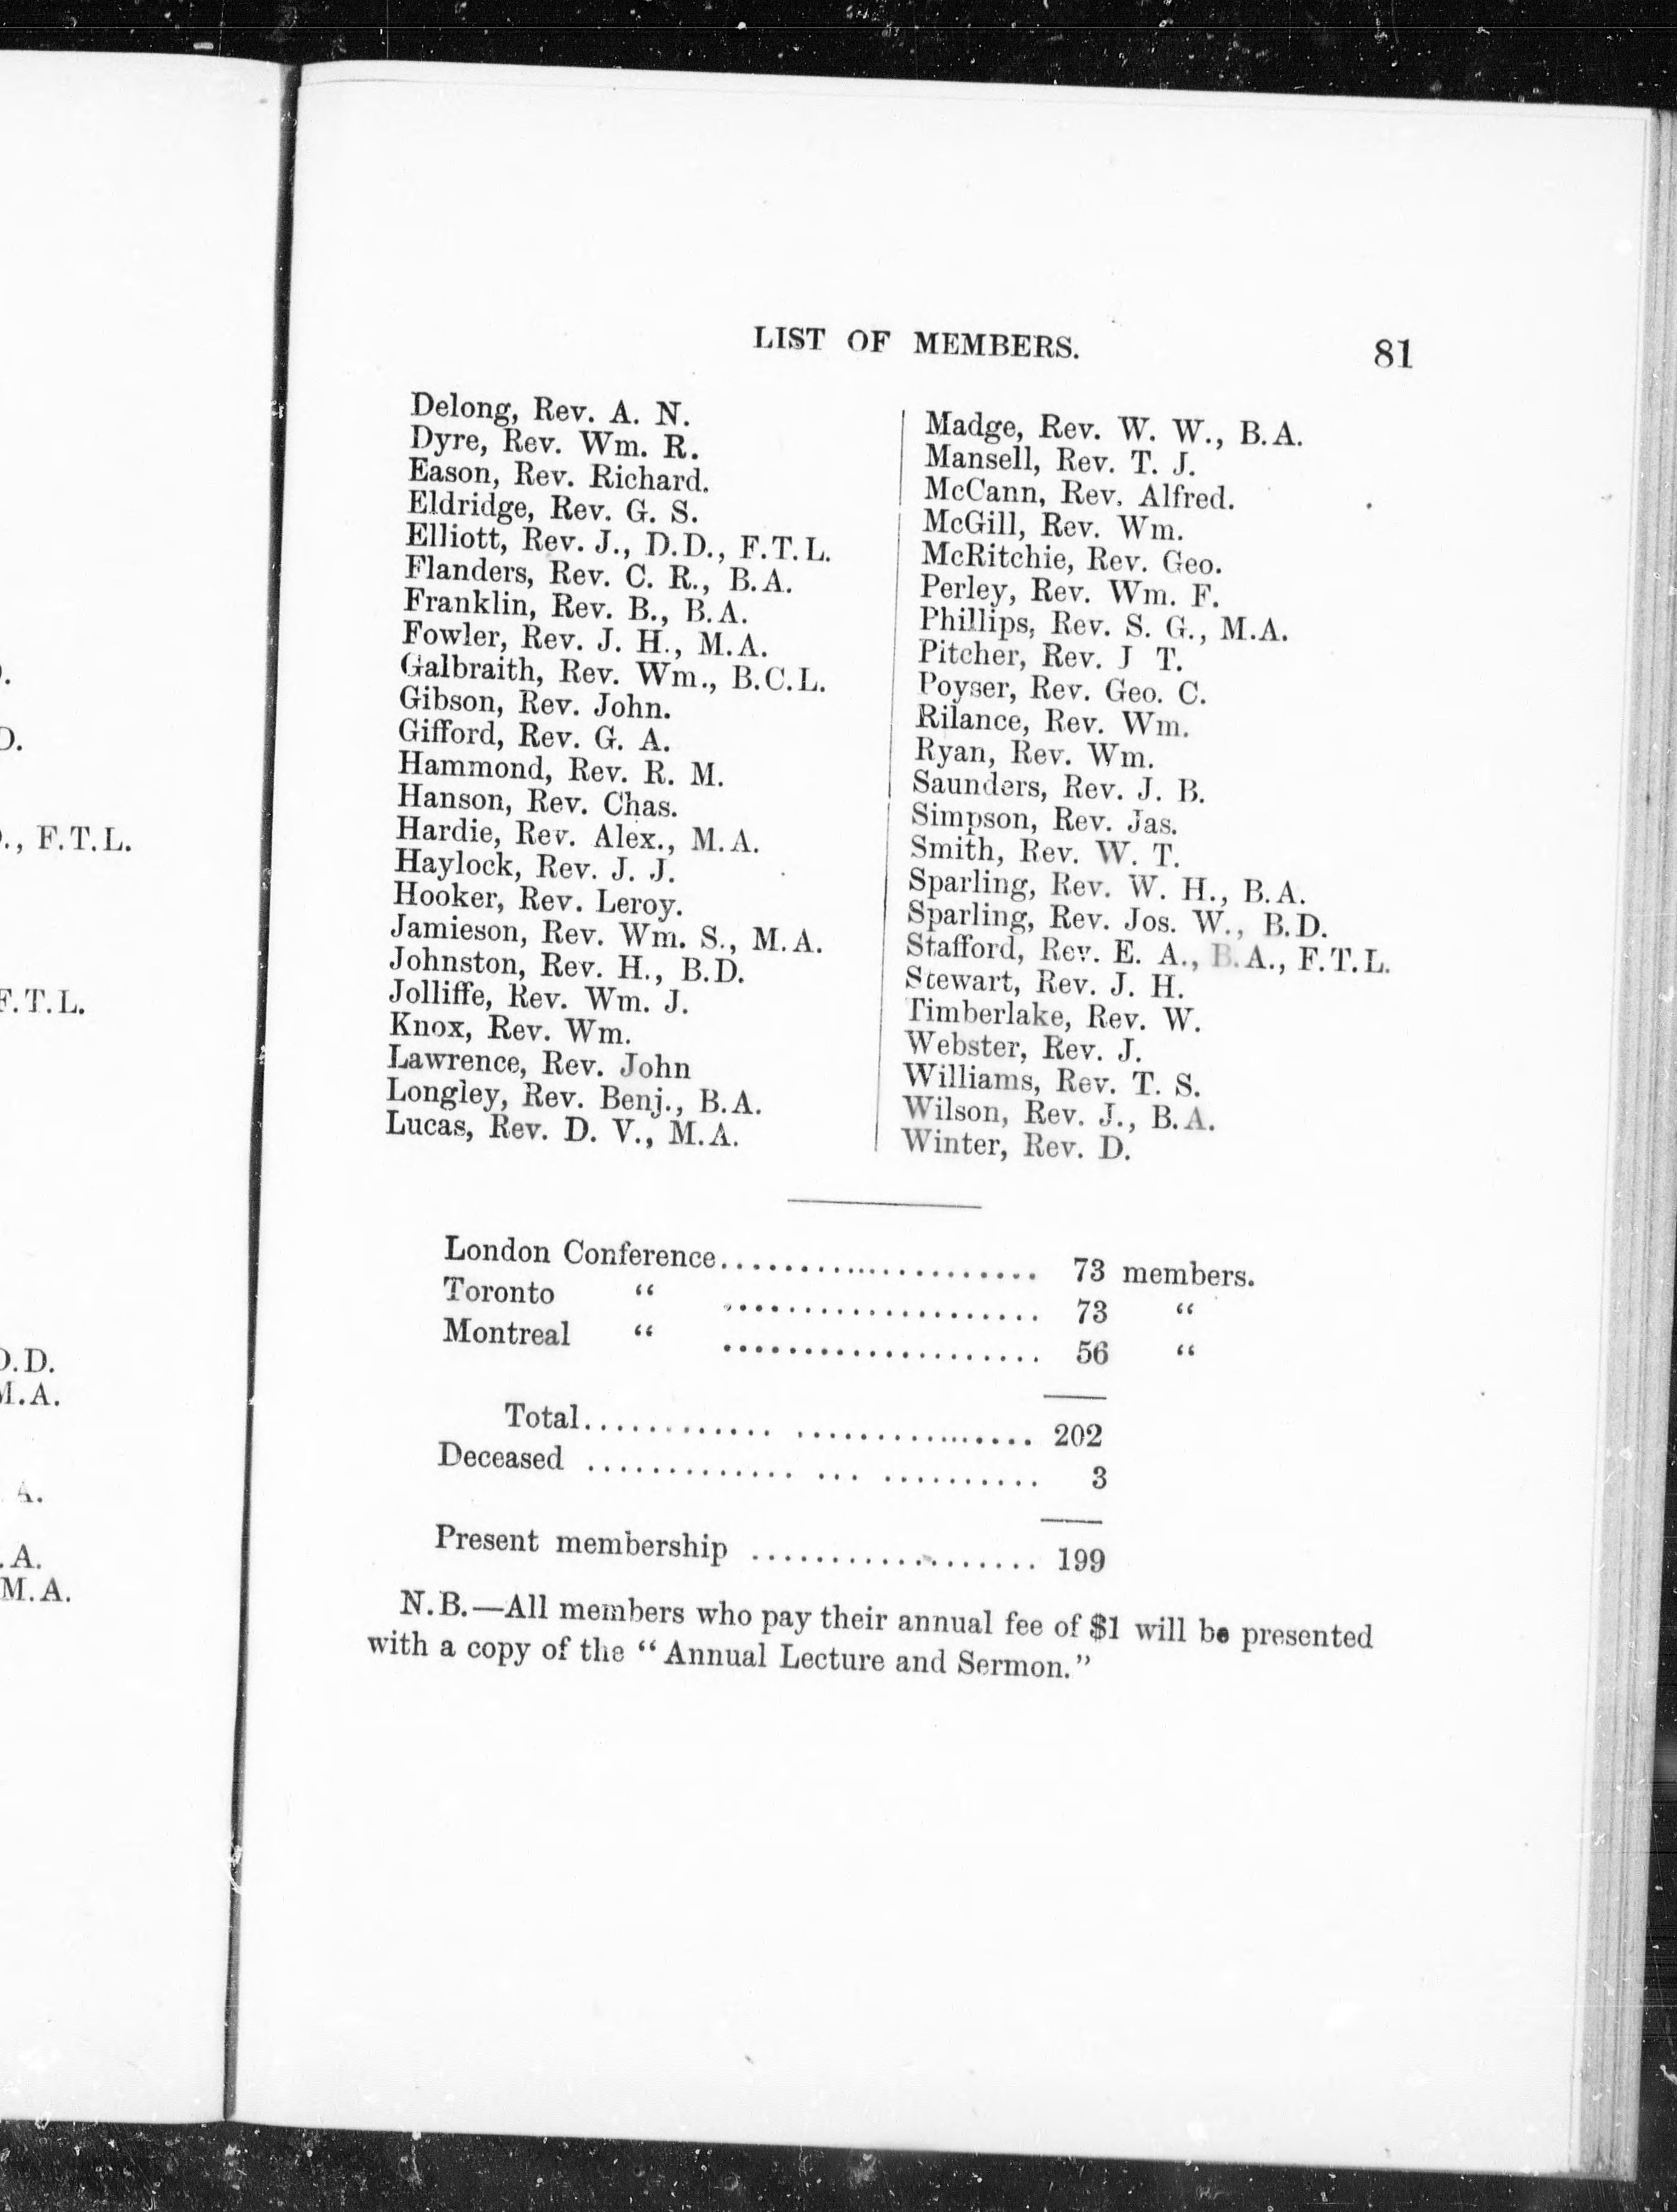 LIST OF MEMBERS. 81
Delong, Rev. A. N.
Dyre, Rev. Wm. R.
Eason, Rev. Richard.
Eldridge, Rev. G. S.
Elliott, Rev. J., D.D., F.T.L.
Flanders, Rev. C. R., B.A.
Franklin, Rev. B., B.A.
Fowler, Rev. J. H., M.A.
Galbraith, Rev. Wm., B.C.L.
Gibson, Rev. John.
Gifford, Rev. G. A.
Hammond, Rev. R. M.
Hanson, Rev. Chas.
Hardie, Rev. Alex., M.A.
Haylock, Rev. J. J.
Hooker, Rev. Leroy.
Jamieson, Rev. Wm. S., M.A.
Johnston, Rev. H., B.D.
Jolliffe, Rev. Wm. J.
Knox, Rev. Wm.
Lawrence, Rev. John
Longley, Rev. Benj., B.A.
Lucas, Rev. D. V., M.A.
Madge, Rev. W. W., B.A.
Mansell, Rev. T. J.
McCann, Rev. Alfred.
McGill, Rev. Wm.
McRitchie, Rev. Geo.
Perley, Rev. Wm. F.
Phillips, Rev. S. G., M.A.
Pitcher, Rev. J T.
Poyser, Rev. Geo. C.
Rilance, Rev. Wm.
Ryan, Rev. Wm.
Saunders, Rev. J. B.
Simpson, Rev. Jas.
Smith, Rev. W. T.
Sparling, Rev. W. H., B.A.
Sparling, Rev. Jos. W., B.D.
Stafford, Rev. E. A., B.A., F.T.L.
Stewart, Rev. J. H.
Timberlake, Rev. W.
Webster, Rev. J.
Williams, Rev. T. S.
Wilson, Rev. J., B.A.
Winter, Rev. D.
London Conference........................ 73 members.
Toronto “ .................... 73 “
Montreal “ .................... 56 “
Total............ ............... 202
Deceased ............. ... .......... 3
Present membership .................. 199
N.B.—All members who pay their annual fee of $1 will be presented
with a copy of the “Annual Lecture and Sermon.”
., F.T.L.
F.T.L.
D.D.
M.A.
A.
.A.
M.A.